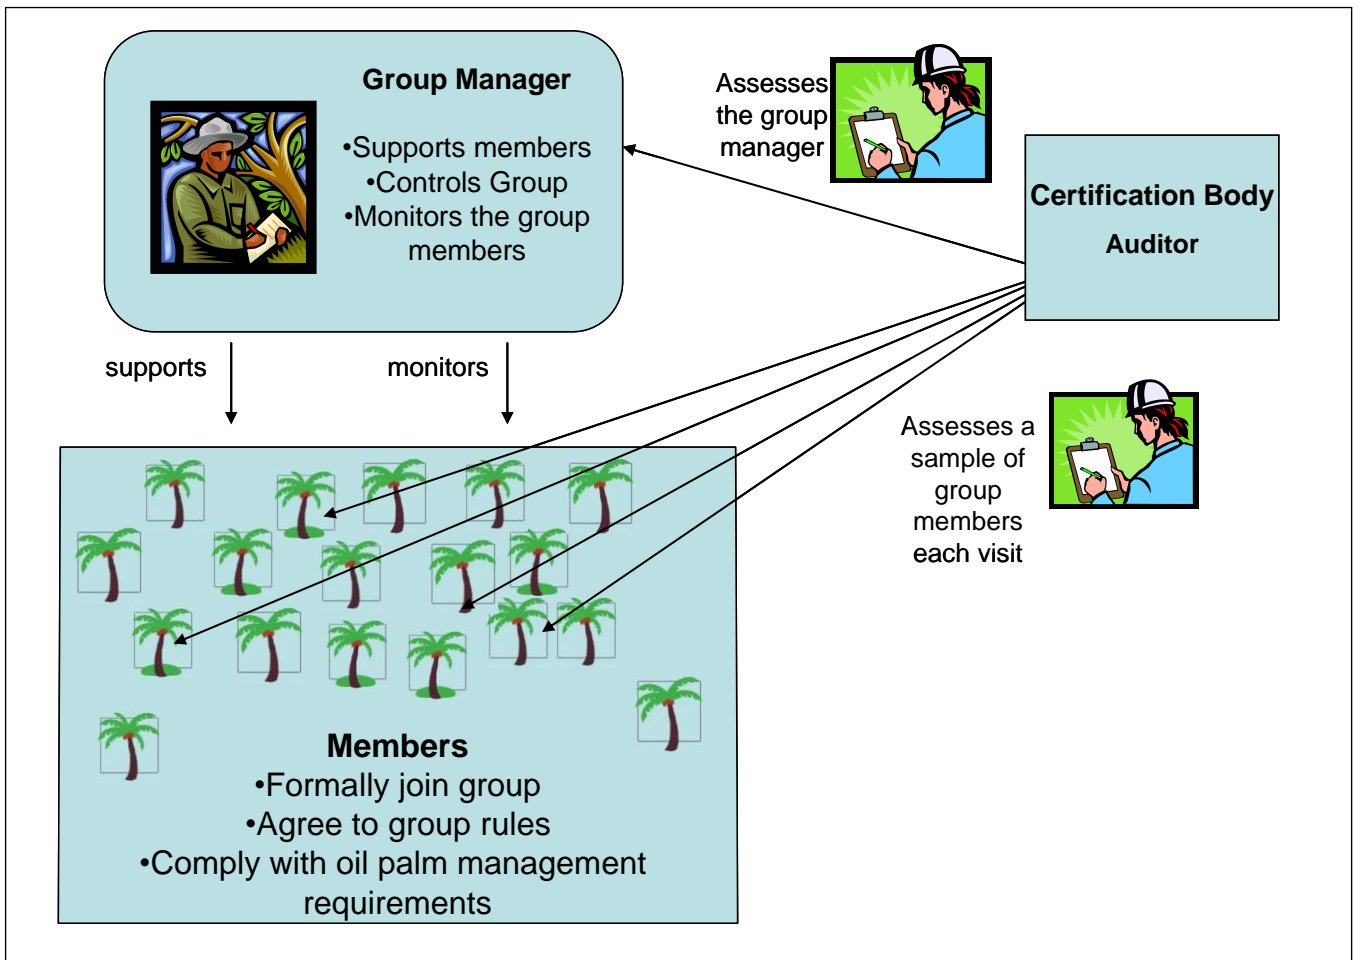 Group Manager
•Supports members
•Controls Group
•Monitors the group
members
Assesses
the group
manager
Certification Body
Auditor
supports
monitors
Assesses a
sample of
group
members
each visit
Members
•Formally join group
•Agree to group rules
•Comply with oil palm management
requirements